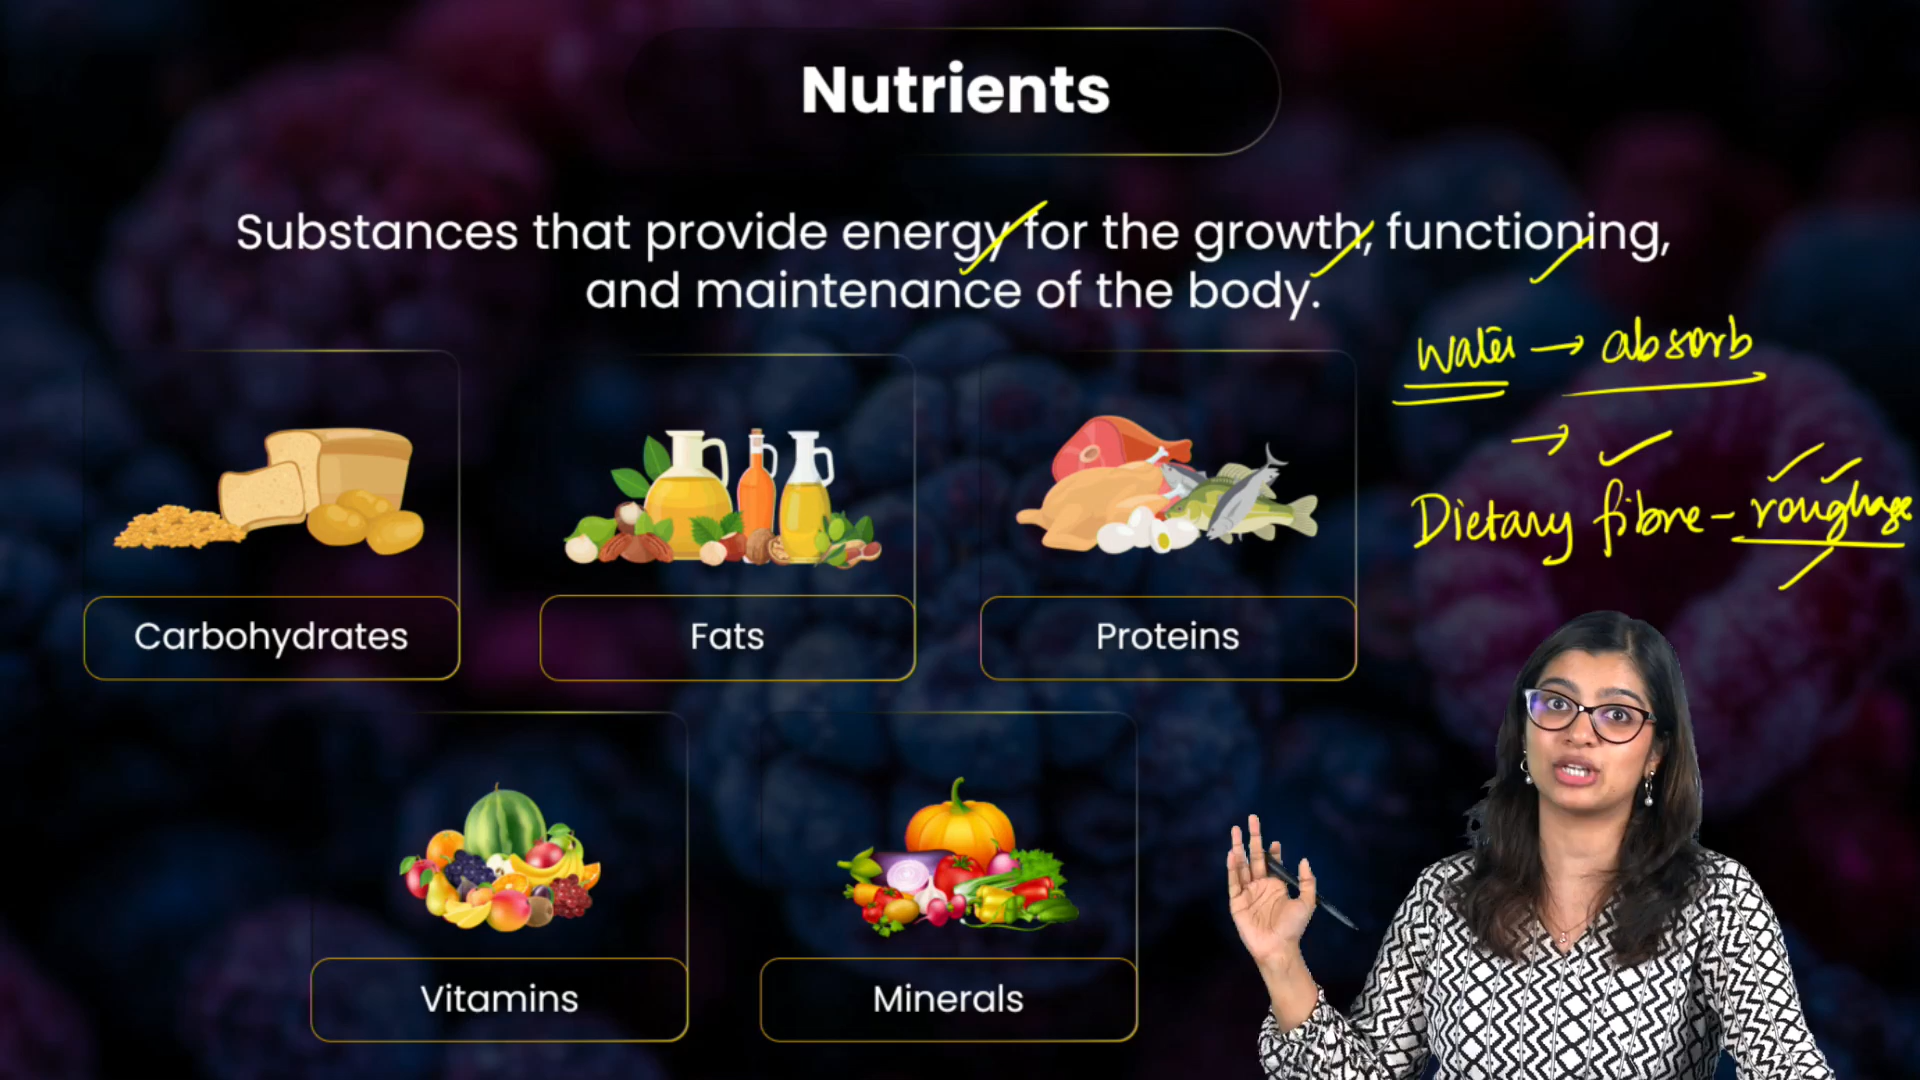 Nutrients
Substances that provide energy for the growth, functioning,
and maintenance of the body.
water → absorb
→
Dietary fibre - roughage
Carbohydrates
Fats
Proteins
Vitamins
Minerals